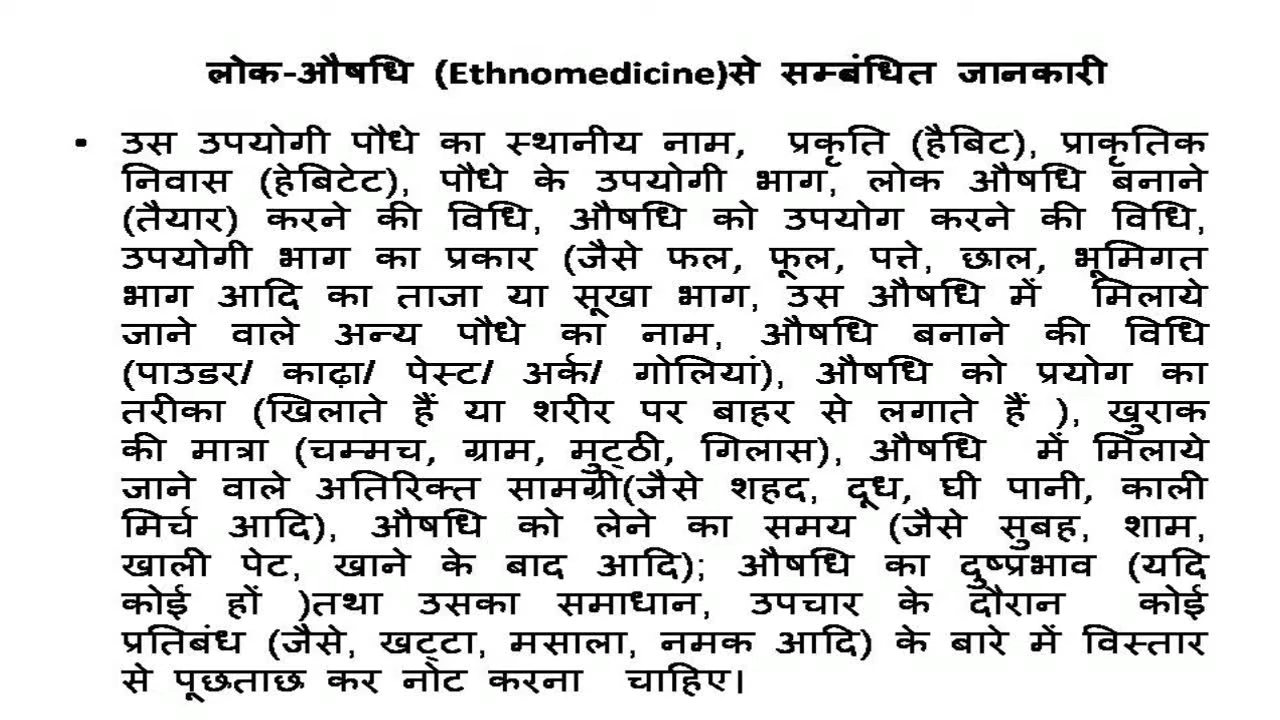 लोक-औषधि (Ethnomedicine)से सम्बंधित जानकारी
• उस उपयोगी पौधे का स्थानीय नाम, प्रकृति (हैबिट), प्राकृतिक
निवास (हेबिटेट), पौधे के उपयोगी भाग, लोक औषधि बनाने
(तैयार) करने की विधि, औषधि को उपयोग करने की विधि,
उपयोगी भाग का प्रकार (जैसे फल, फूल, पत्ते, छाल, भूमिगत
भाग आदि का ताजा या सूखा भाग, उस औषधि में मिलाये
जाने वाले अन्य पौधे का नाम, औषधि बनाने की विधि
(पाउडर/ काढ़ा/ पेस्ट/ अर्क/ गोलियां), औषधि को प्रयोग का
तरीका (खिलाते हैं या शरीर पर बाहर से लगाते हैं ), खुराक
की मात्रा (चम्मच, ग्राम, मुट्ठी, गिलास), औषधि में मिलाये
जाने वाले अतिरिक्त सामग्री(जैसे शहद, दूध, घी पानी, काली
मिर्च आदि), औषधि को लेने का समय (जैसे सुबह, शाम,
खाली पेट, खाने के बाद आदि); औषधि का दुष्प्रभाव (यदि
कोई हों )तथा उसका समाधान, उपचार के दौरान कोई
प्रतिबंध (जैसे, खट्टा, मसाला, नमक आदि) के बारे में विस्तार
से पूछताछ कर नोट करना चाहिए।